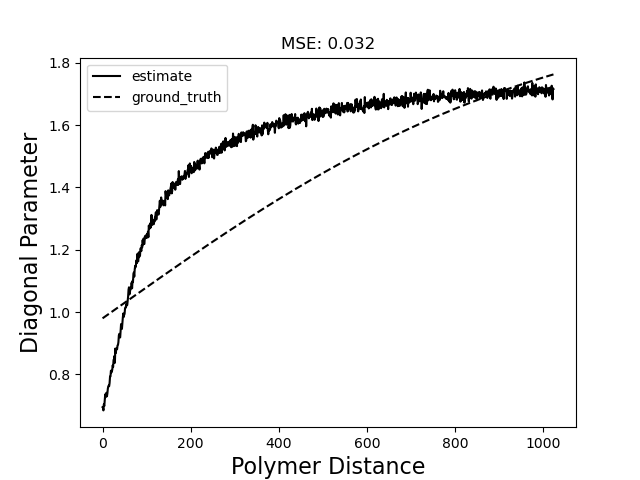 MSE: 0.032
estimate
ground_truth
Diagonal Parameter
1.8
1.6
1.4
1.2
1.0
0.8
0 200 400 600 800 1000
Polymer Distance